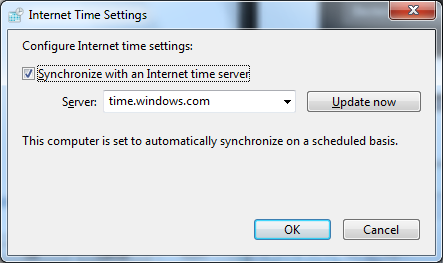 Internet Time Settings
Configure Internet time settings:
Synchronize with an Internet time server
Server: time.windows.com Update now
This computer is set to automatically synchronize on a scheduled basis.
OK Cancel